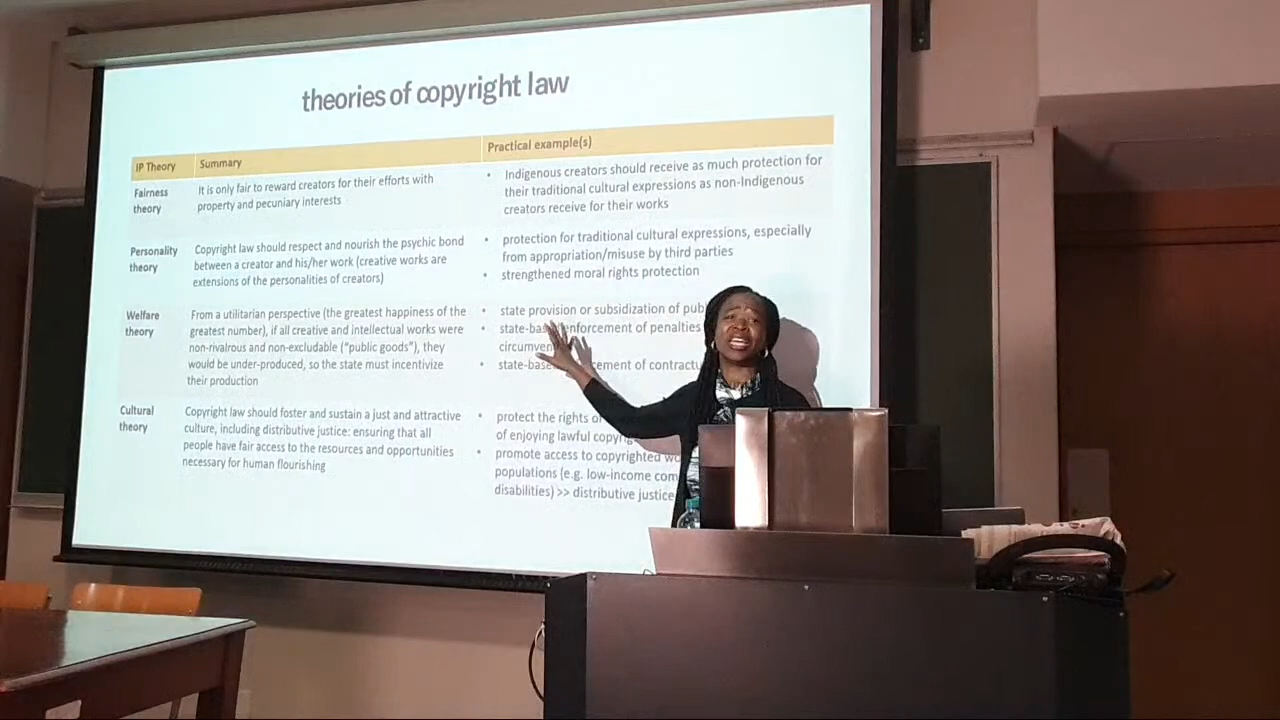 theories of copyright law
IP Theory Summary Practical example(s)
Fairness theory
It is only fair to reward creators for their efforts with
property and pecuniary interests
• Indigenous creators should receive as much protection for
their traditional cultural expressions as non-Indigenous
creators receive for their works
Personality theory
Copyright law should respect and nourish the psychic bond
between a creator and his/her work (creative works are
extensions of the personalities of creators)
• protection for traditional cultural expressions, especially
from appropriation/misuse by third parties
• strengthened moral rights protection
Welfare theory
From a utilitarian perspective (the greatest happiness of the
greatest number), if all creative and intellectual works were
non-rivalrous and non-excludable (“public goods”), they
would be under-produced, so the state must incentivize
their production
• state provision or subsidization of
• enforcement of penalties
• state-based
Cultural theory
Copyright law should foster and sustain a just and attractive
culture, including distributive justice: ensuring that all
people have fair access to the resources and opportunities
necessary for human flourishing
• protect the rights
of enjoying lawful
• promote access to copyrighted
populations (e.g. low-income
disabilities) >> distributive justice